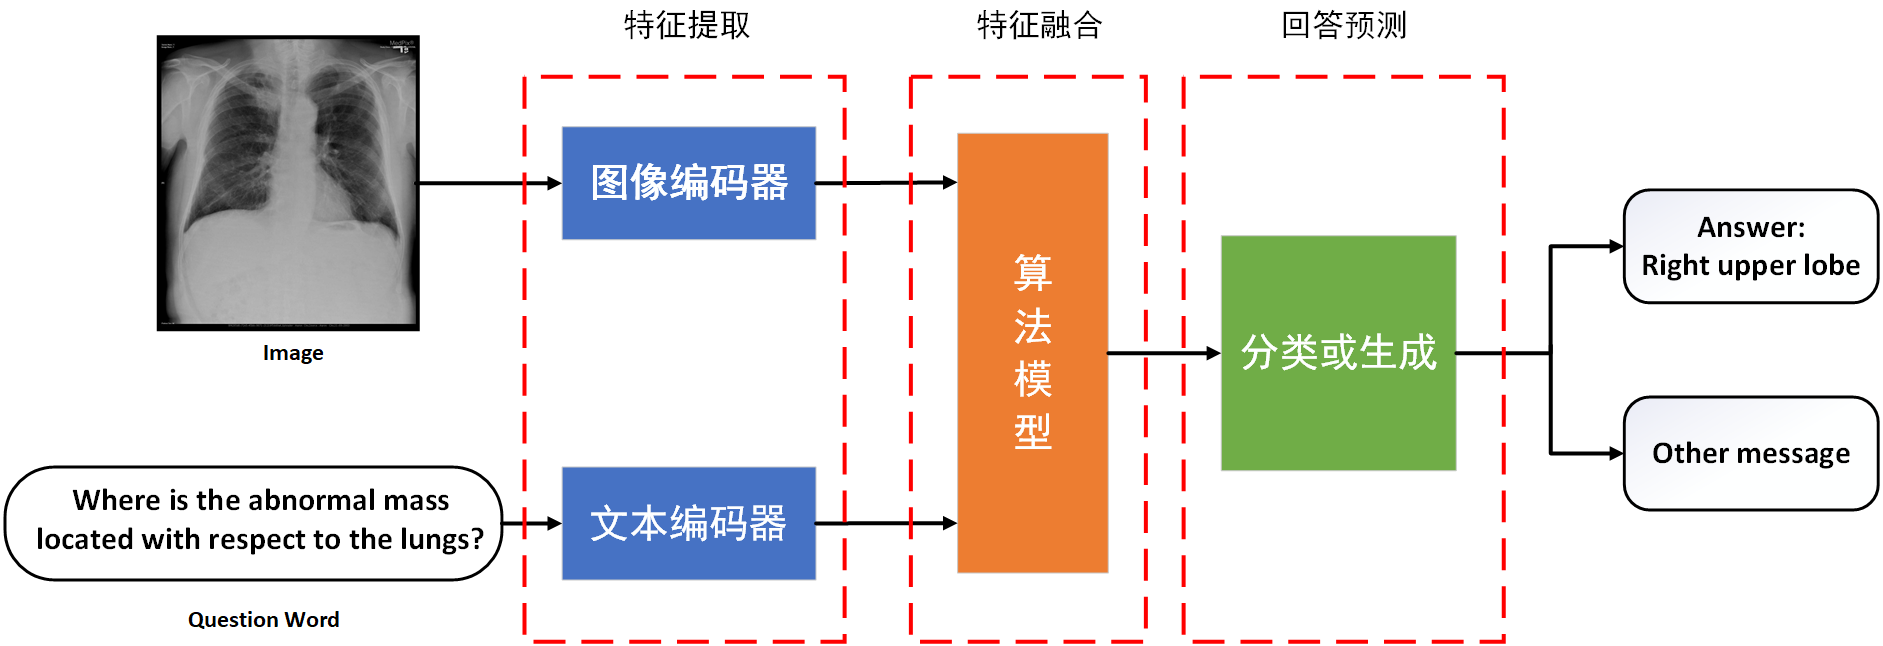 特征提取
特征融合
回答预测
MedPix®
Image
图像编码器
Where is the abnormal mass
located with respect to the lungs?
Question Word
文本编码器
算
法
模
型
分类或生成
Answer:
Right upper lobe
Other message